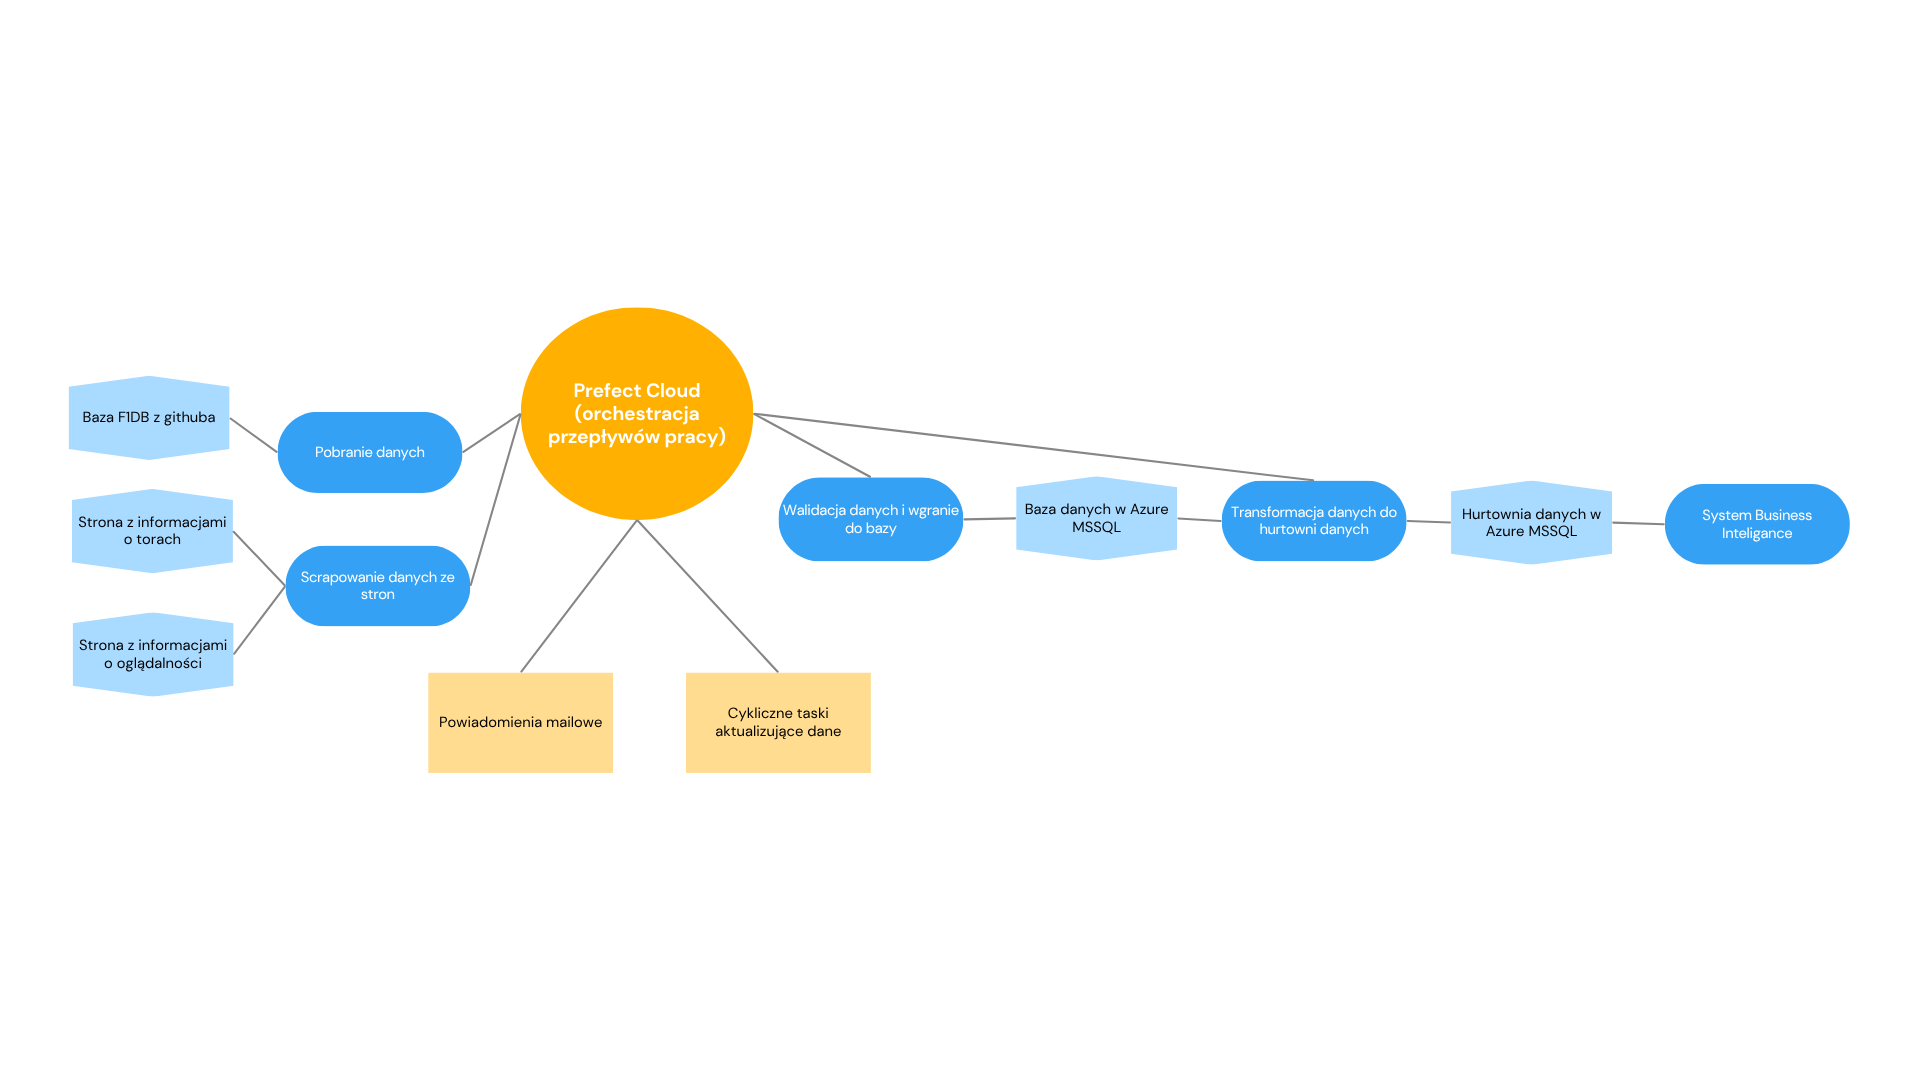 Prefect Cloud
(orchestracja
przepływów pracy)
Baza F1DB z githuba
Pobranie danych
Strona z informacjami
o torach
Scrapowanie danych ze
stron
Strona z informacjami
o oglądalności
Powiadomienia mailowe
Cykliczne taski
aktualizujące dane
Walidacja danych i wgranie
do bazy
Baza danych w Azure
MSSQL
Transformacja danych do
hurtowni danych
Hurtownia danych w
Azure MSSQL
System Business
Inteligance